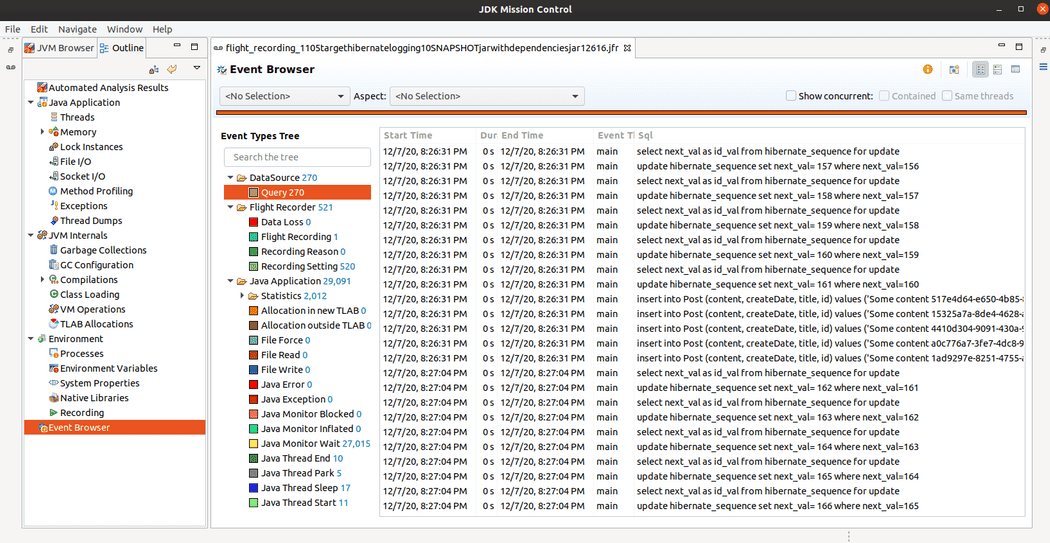 JDK Mission Control
File Edit Navigate Window Help
JVM Browser Outline
flight_recording_1105targethibernatelogging10SNAPSHOTjarwithdependenciesjar12616.jfr
Automated Analysis Results
Java Application
Threads
Memory
Lock Instances
File I/O
Socket I/O
Method Profiling
Exceptions
Thread Dumps
JVM Internals
Garbage Collections
GC Configuration
Compilations
Class Loading
VM Operations
TLAB Allocations
Environment
Processes
Environment Variables
System Properties
Native Libraries
Recording
Event Browser
Event Browser
<No Selection> Aspect: <No Selection> Show concurrent: Contained Same threads
Event Types Tree
Search the tree
DataSource 270
Query 270
Flight Recorder 521
Data Loss 0
Flight Recording 1
Recording Reason 0
Recording Setting 520
Java Application 29,091
Statistics 2,012
Allocation in new TLAB 0
Allocation outside TLAB 0
File Force 0
File Read 0
File Write 0
Java Error 0
Java Exception 0
Java Monitor Blocked 0
Java Monitor Inflated 0
Java Monitor Wait 27,015
Java Thread End 10
Java Thread Park 5
Java Thread Sleep 17
Java Thread Start 11
Start Time Dur End Time Event T Sql
12/7/20, 8:26:31 PM 0 s 12/7/20, 8:26:31 PM main select next_val as id_val from hibernate_sequence for update
12/7/20, 8:26:31 PM 0 s 12/7/20, 8:26:31 PM main update hibernate_sequence set next_val= 157 where next_val=156
12/7/20, 8:26:31 PM 0 s 12/7/20, 8:26:31 PM main select next_val as id_val from hibernate_sequence for update
12/7/20, 8:26:31 PM 0 s 12/7/20, 8:26:31 PM main update hibernate_sequence set next_val= 158 where next_val=157
12/7/20, 8:26:31 PM 0 s 12/7/20, 8:26:31 PM main select next_val as id_val from hibernate_sequence for update
12/7/20, 8:26:31 PM 0 s 12/7/20, 8:26:31 PM main update hibernate_sequence set next_val= 159 where next_val=158
12/7/20, 8:26:31 PM 0 s 12/7/20, 8:26:31 PM main select next_val as id_val from hibernate_sequence for update
12/7/20, 8:26:31 PM 0 s 12/7/20, 8:26:31 PM main update hibernate_sequence set next_val= 160 where next_val=159
12/7/20, 8:26:31 PM 0 s 12/7/20, 8:26:31 PM main select next_val as id_val from hibernate_sequence for update
12/7/20, 8:26:31 PM 0 s 12/7/20, 8:26:31 PM main update hibernate_sequence set next_val= 161 where next_val=160
12/7/20, 8:26:31 PM 0 s 12/7/20, 8:26:31 PM main insert into Post (content, createDate, title, id) values ('Some content 517e4d64-e650-4b85-
12/7/20, 8:26:31 PM 0 s 12/7/20, 8:26:31 PM main insert into Post (content, createDate, title, id) values ('Some content 15325a7a-8de4-4628-
12/7/20, 8:26:31 PM 0 s 12/7/20, 8:26:31 PM main insert into Post (content, createDate, title, id) values ('Some content 4410d304-9091-430a-
12/7/20, 8:26:31 PM 0 s 12/7/20, 8:26:31 PM main insert into Post (content, createDate, title, id) values ('Some content a0c776a7-3fe7-4dc8-9
12/7/20, 8:26:31 PM 0 s 12/7/20, 8:26:31 PM main insert into Post (content, createDate, title, id) values ('Some content 1ad9297e-8251-4755-
12/7/20, 8:27:04 PM 0 s 12/7/20, 8:27:04 PM main select next_val as id_val from hibernate_sequence for update
12/7/20, 8:27:04 PM 0 s 12/7/20, 8:27:04 PM main update hibernate_sequence set next_val= 162 where next_val=161
12/7/20, 8:27:04 PM 0 s 12/7/20, 8:27:04 PM main select next_val as id_val from hibernate_sequence for update
12/7/20, 8:27:04 PM 0 s 12/7/20, 8:27:04 PM main update hibernate_sequence set next_val= 163 where next_val=162
12/7/20, 8:27:04 PM 0 s 12/7/20, 8:27:04 PM main select next_val as id_val from hibernate_sequence for update
12/7/20, 8:27:04 PM 0 s 12/7/20, 8:27:04 PM main update hibernate_sequence set next_val= 164 where next_val=163
12/7/20, 8:27:04 PM 0 s 12/7/20, 8:27:04 PM main select next_val as id_val from hibernate_sequence for update
12/7/20, 8:27:04 PM 0 s 12/7/20, 8:27:04 PM main update hibernate_sequence set next_val= 165 where next_val=164
12/7/20, 8:27:04 PM 0 s 12/7/20, 8:27:04 PM main select next_val as id_val from hibernate_sequence for update
12/7/20, 8:27:04 PM 0 s 12/7/20, 8:27:04 PM main update hibernate_sequence set next_val= 166 where next_val=165